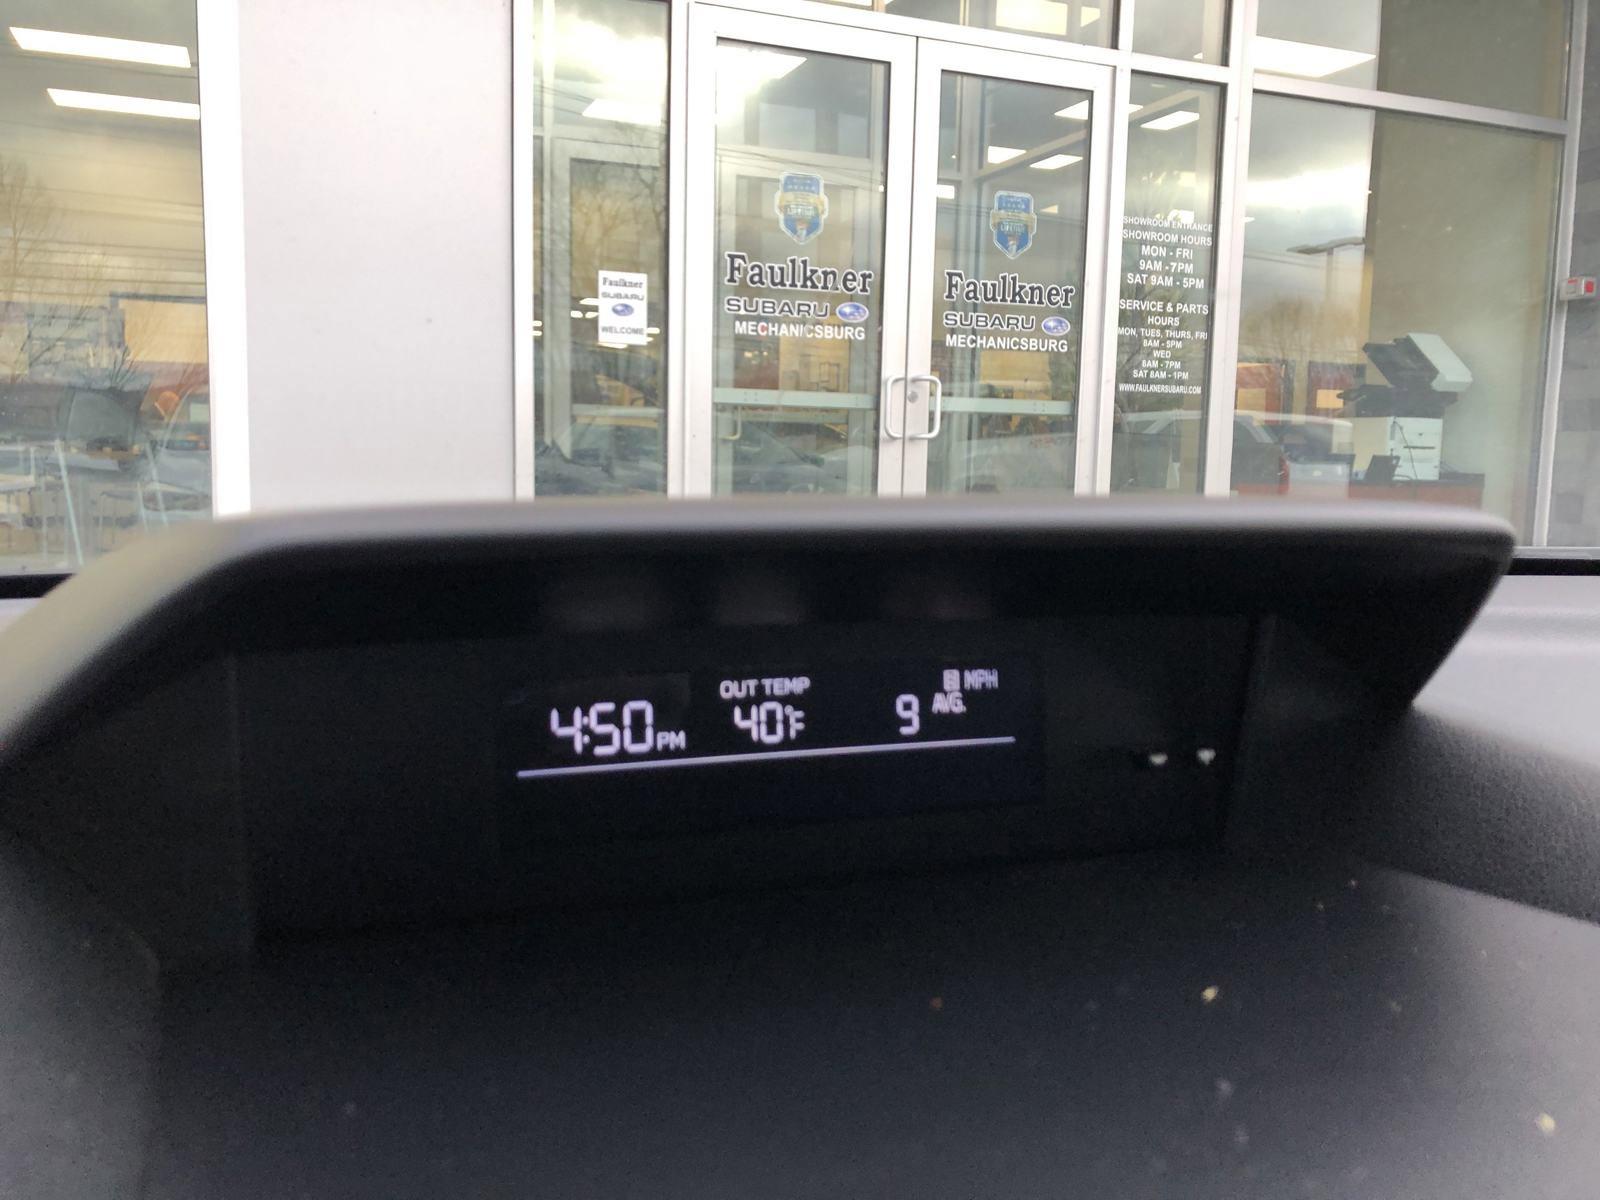 Faulkner
SUBARU
WELCOME
Faulkner
SUBARU
MECHANICSBURG
Faulkner
SUBARU
MECHANICSBURG
SHOWROOM ENTRANCE
SHOWROOM HOURS
MON - FRI
9AM - 7PM
SAT 9AM - 5PM
SERVICE & PARTS
HOURS
MON, TUES, THURS, FRI
8AM - 5PM
WED
8AM - 7PM
SAT 8AM - 1PM
WWW.FAULKNERSUBARU.COM
4:50 PM
OUT TEMP
40°F
9 AVG. B MPH